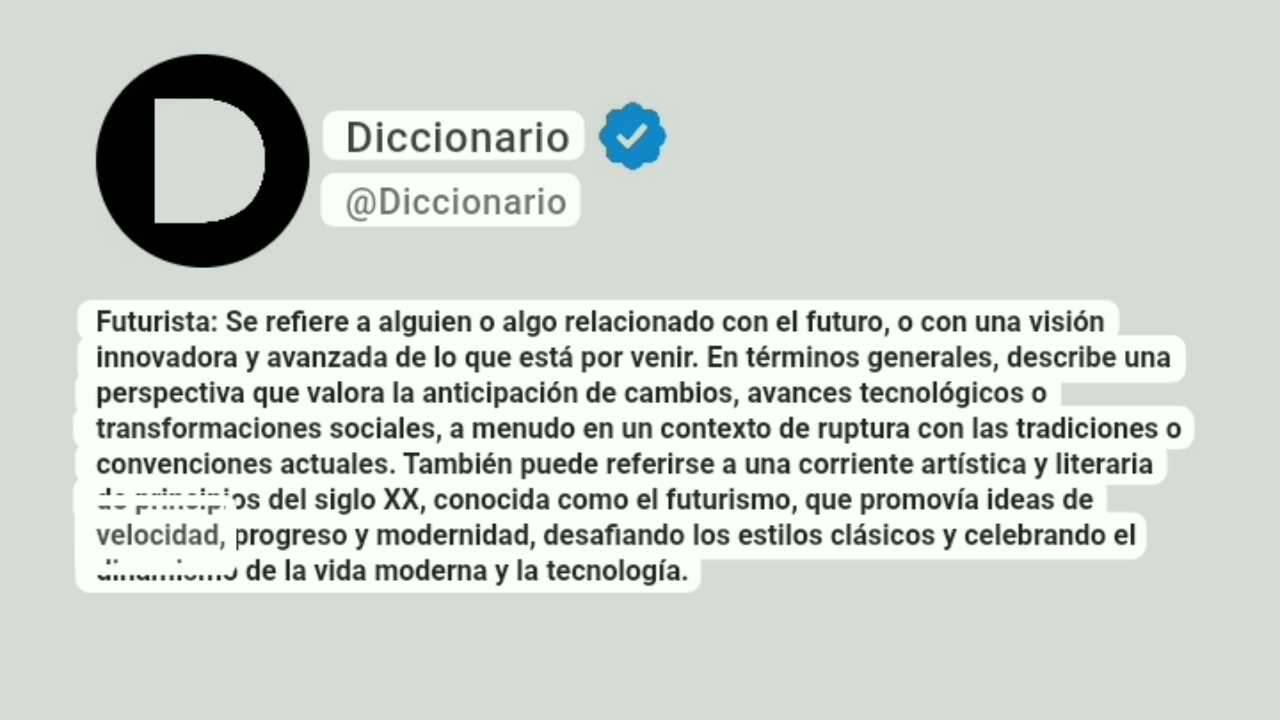 D
Diccionario
@Diccionario
Futurista: Se refiere a alguien o algo relacionado con el futuro, o con una visión
innovadora y avanzada de lo que está por venir. En términos generales, describe una
perspectiva que valora la anticipación de cambios, avances tecnológicos o
transformaciones sociales, a menudo en un contexto de ruptura con las tradiciones o
convenciones actuales. También puede referirse a una corriente artística y literaria
de principios del siglo XX, conocida como el futurismo, que promovía ideas de
velocidad, progreso y modernidad, desafiando los estilos clásicos y celebrando el
dinamismo de la vida moderna y la tecnología.